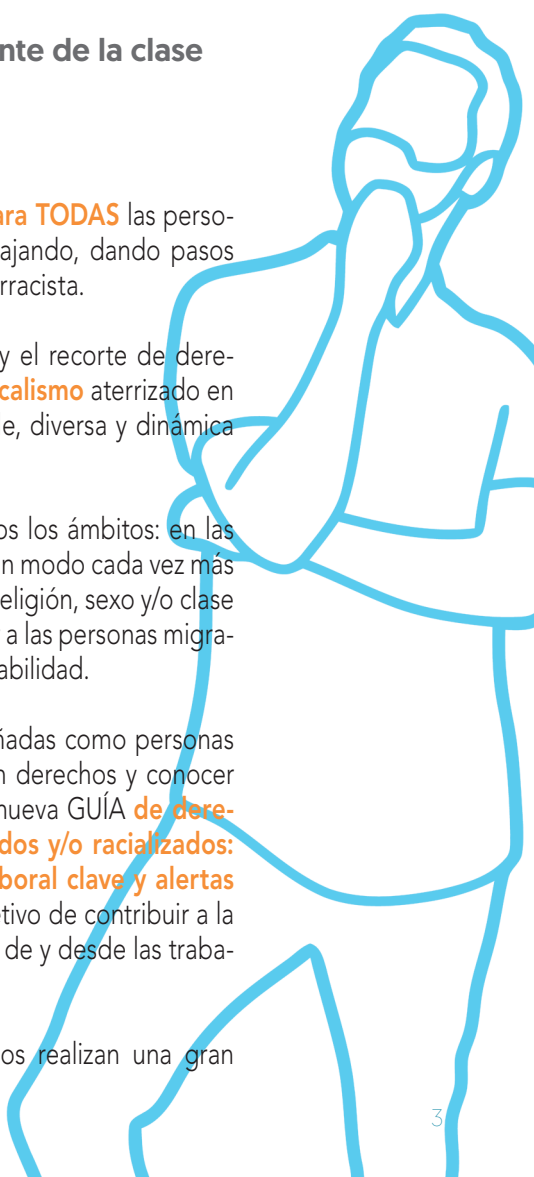 nte de la clase
ara TODAS las perso-
ajando, dando pasos
rracista.
y el recorte de dere-
calismo aterrizado en
e, diversa y dinámica
os los ámbitos: en las
n modo cada vez más
eligión, sexo y/o clase
a las personas migra-
abilidad.
ñadas como personas
n derechos y conocer
nueva GUÍA de dere-
dos y/o racializados:
boral clave y alertas
etivo de contribuir a la
de y desde las traba-
os realizan una gran
3